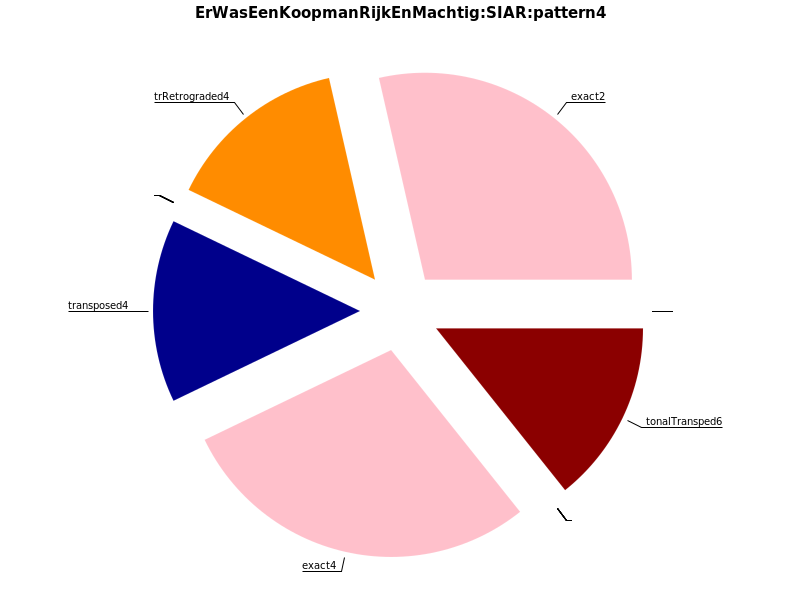 ErWasEenKoopmanRijkEnMachtig:SIAR:pattern4
trRetrograded4
exact2
transposed4
tonalTransped6
exact4